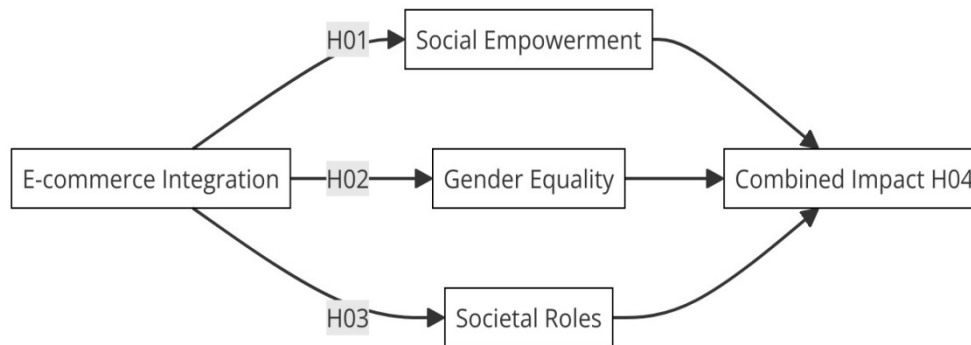 H01
Social Empowerment
E-commerce Integration
H02
Gender Equality
Combined Impact H04
H03
Societal Roles